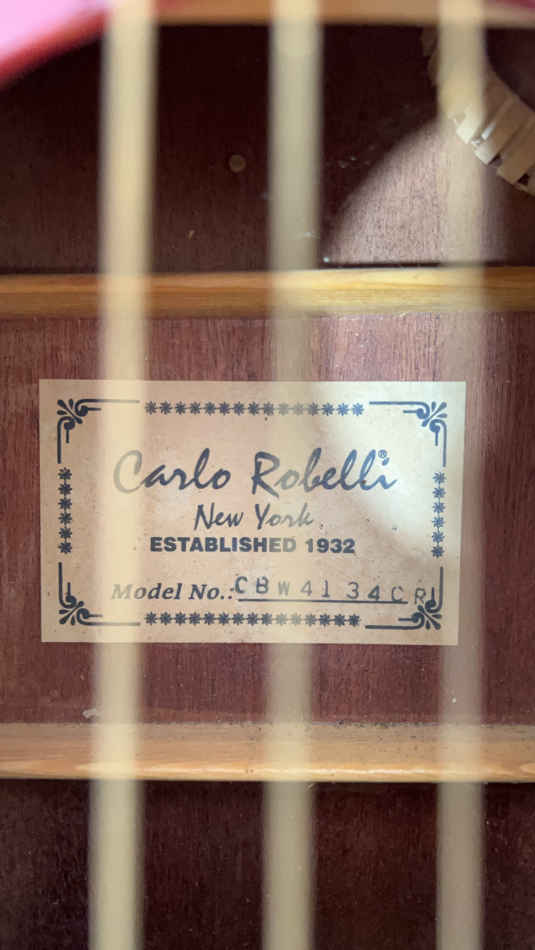 Carlo Robelli®
New York
ESTABLISHED 1932
Model No.: CBW4134CR